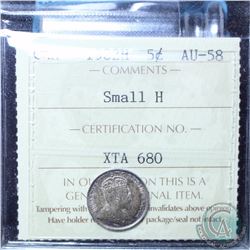 5¢ AU-58
COMMENTS
Small H
CERTIFICATION NO.
XTA 680
IN OUR THIS IS A
GEN NAL ITEM.
Tampering with invalidates above opinion.
Have holder package/seal not intact